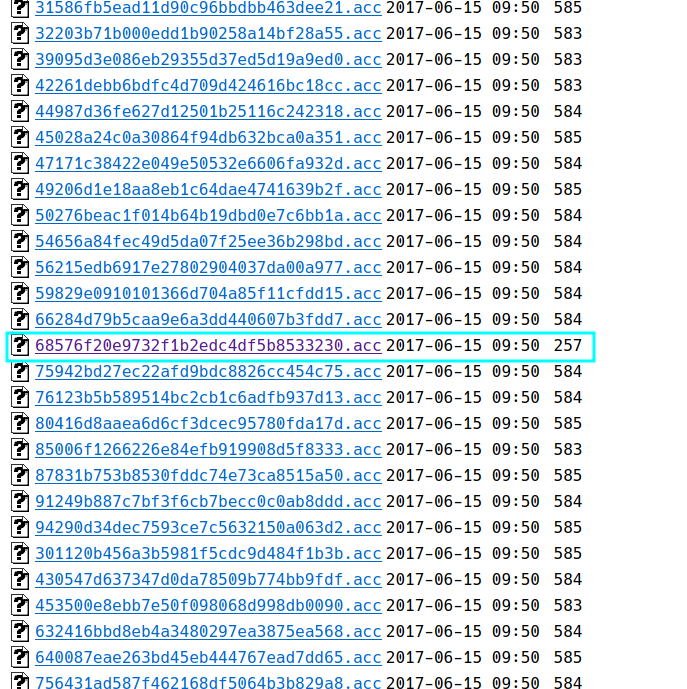 31586fb5ead11d90c96bbdbb463dee21.acc 2017-06-15 09:50 585
32203b71b000edd1b90258a14bf28a55.acc 2017-06-15 09:50 583
39095d3e086eb29355d37ed5d19a9ed0.acc 2017-06-15 09:50 583
42261debb6bdfc4d709d424616bc18cc.acc 2017-06-15 09:50 583
44987d36fe627d12501b25116c242318.acc 2017-06-15 09:50 584
45028a24c0a30864f94db632bca0a351.acc 2017-06-15 09:50 585
47171c38422e049e50532e6606fa932d.acc 2017-06-15 09:50 584
49206d1e18aa8eb1c64dae4741639b2f.acc 2017-06-15 09:50 585
50276beac1f014b64b19dbd0e7c6bb1a.acc 2017-06-15 09:50 584
54656a84fec49d5da07f25ee36b298bd.acc 2017-06-15 09:50 584
56215edb6917e27802904037da00a977.acc 2017-06-15 09:50 584
59829e0910101366d704a85f11cfdd15.acc 2017-06-15 09:50 584
66284d79b5caa9e6a3dd440607b3fdd7.acc 2017-06-15 09:50 584
68576f20e9732f1b2edc4df5b8533230.acc 2017-06-15 09:50 257
75942bd27ec22afd9bdc8826cc454c75.acc 2017-06-15 09:50 584
76123b5b589514bc2cb1c6adfb937d13.acc 2017-06-15 09:50 584
80416d8aaea6d6cf3dcec95780fda17d.acc 2017-06-15 09:50 585
85006f1266226e84efb919908d5f8333.acc 2017-06-15 09:50 583
87831b753b8530fddc74e73ca8515a50.acc 2017-06-15 09:50 585
91249b887c7bf3f6cb7becc0c0ab8ddd.acc 2017-06-15 09:50 584
94290d34dec7593ce7c5632150a063d2.acc 2017-06-15 09:50 585
301120b456a3b5981f5cdc9d484f1b3b.acc 2017-06-15 09:50 585
430547d637347d0da78509b774bb9fdf.acc 2017-06-15 09:50 584
453500e8ebb7e50f098068d998db0090.acc 2017-06-15 09:50 583
632416bbd8eb4a3480297ea3875ea568.acc 2017-06-15 09:50 584
640087eae263bd45eb444767ead7dd65.acc 2017-06-15 09:50 585
756431ad587f462168df5064b3b829a8.acc 2017-06-15 09:50 584